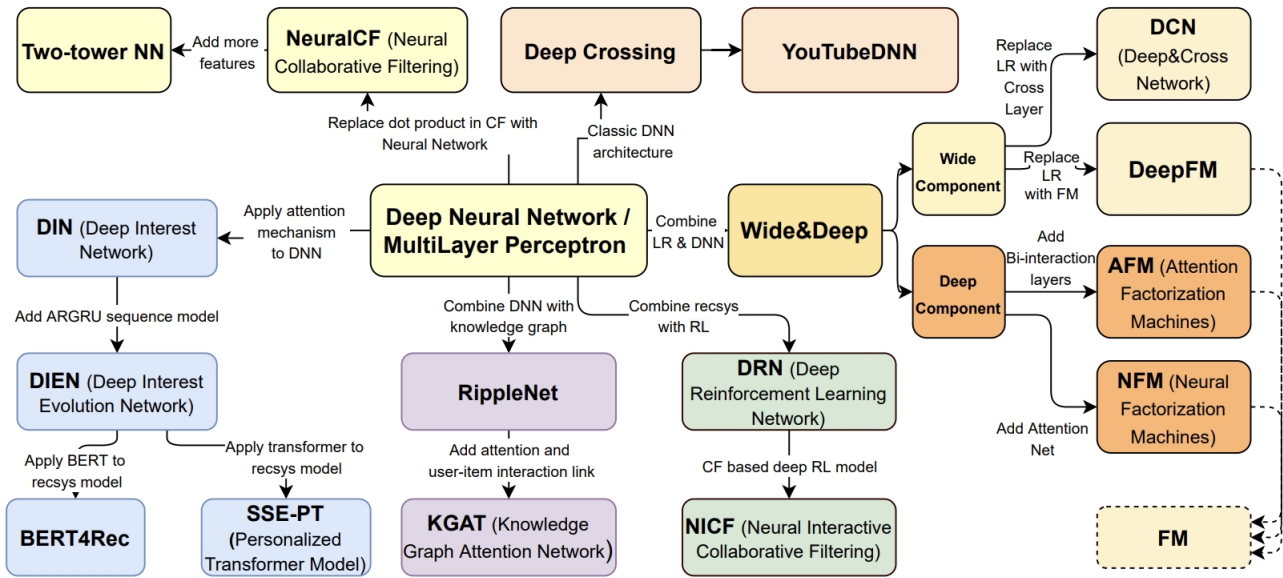 Two-tower NN
Add more
features
NeuralCF (Neural
Collaborative Filtering)
Deep Crossing
YouTubeDNN
Replace
LR with
Cross
Layer
DCN
(Deep&Cross
Network)
Replace dot product in CF with
Neural Network
Classic DNN
architecture
Wide
Component
Replace
LR
with FM
DeepFM
DIN (Deep Interest
Network)
Apply attention
mechanism
to DNN
Deep Neural Network /
MultiLayer Perceptron
Combine
LR & DNN
Wide&Deep
Deep
Component
Add
Bi-interaction
layers
AFM (Attention
Factorization
Machines)
Add ARGRU sequence model
Combine DNN with
knowledge graph
Combine recsys
with RL
DIEN (Deep Interest
Evolution Network)
RippleNet
DRN (Deep
Reinforcement Learning
Network)
NFM (Neural
Factorization
Machines)
Add Attention
Net
Apply BERT to
recsys model
Apply transformer to
recsys model
Add attention and
user-item interaction link
CF based deep RL model
BERT4Rec
SSE-PT
(Personalized
Transformer Model)
KGAT (Knowledge
Graph Attention Network)
NICF (Neural Interactive
Collaborative Filtering)
FM